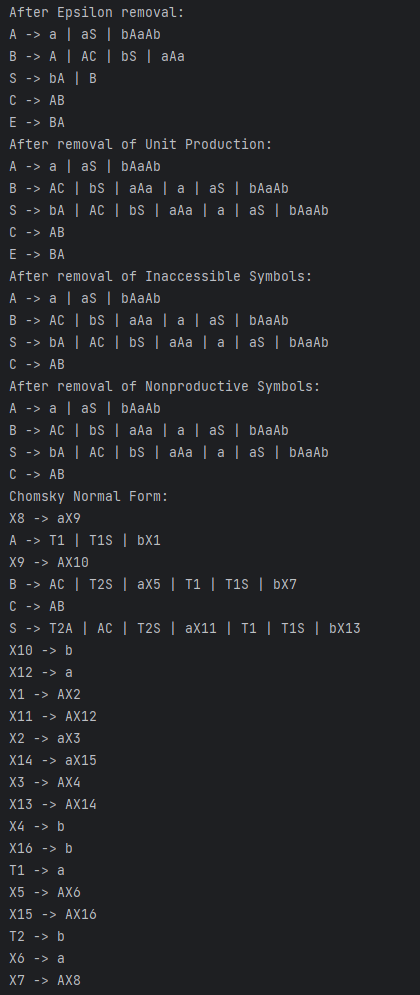 After Epsilon removal:
A -> a | aS | bAaAb
B -> A | AC | bS | aAa
S -> bA | B
C -> AB
E -> BA
After removal of Unit Production:
A -> a | aS | bAaAb
B -> AC | bS | aAa | a | aS | bAaAb
S -> bA | AC | bS | aAa | a | aS | bAaAb
C -> AB
E -> BA
After removal of Inaccessible Symbols:
A -> a | aS | bAaAb
B -> AC | bS | aAa | a | aS | bAaAb
S -> bA | AC | bS | aAa | a | aS | bAaAb
C -> AB
After removal of Nonproductive Symbols:
A -> a | aS | bAaAb
B -> AC | bS | aAa | a | aS | bAaAb
S -> bA | AC | bS | aAa | a | aS | bAaAb
C -> AB
Chomsky Normal Form:
X8 -> aX9
A -> T1 | T1S | bX1
X9 -> AX10
B -> AC | T2S | aX5 | T1 | T1S | bX7
C -> AB
S -> T2A | AC | T2S | aX11 | T1 | T1S | bX13
X10 -> b
X12 -> a
X1 -> AX2
X11 -> AX12
X2 -> aX3
X14 -> aX15
X3 -> AX4
X13 -> AX14
X4 -> b
X16 -> b
T1 -> a
X5 -> AX6
X15 -> AX16
T2 -> b
X6 -> a
X7 -> AX8